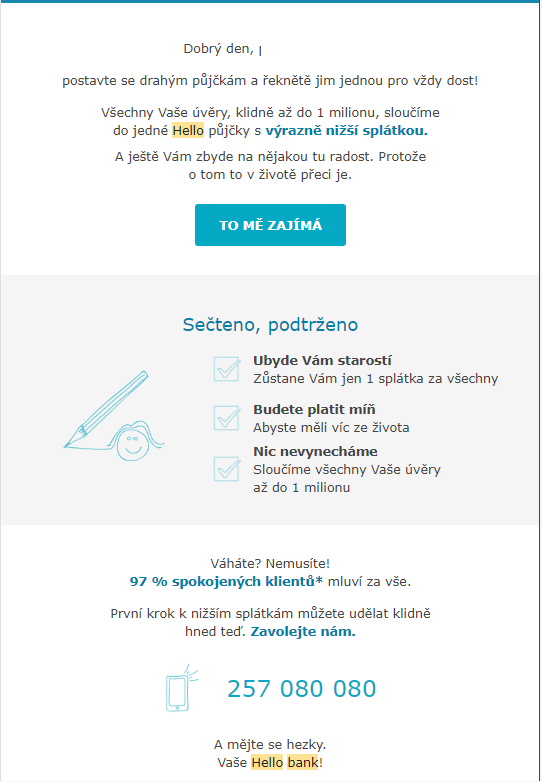 Dobrý den,
postavte se drahým půjčkám a řeknětě jim jednou pro vždy dost!
Všechny Vaše úvěry, klidně až do 1 milionu, sloučíme
do jedné Hello půjčky s výrazně nižší splátkou.
A ještě Vám zbyde na nějakou tu radost. Protože
o tom to v životě přeci je.
TO MĚ ZAJÍMÁ
Sečteno, podtrženo
Ubyde Vám starostí
Zůstane Vám jen 1 splátka za všechny
Budete platit míň
Abyste měli víc ze života
Nic nevynecháme
Sloučíme všechny Vaše úvěry
až do 1 milionu
Váháte? Nemusíte!
97 % spokojených klientů* mluví za vše.
První krok k nižším splátkám můžete udělat klidně
hned teď. Zavolejte nám.
257 080 080
A mějte se hezky.
Vaše Hello bank!